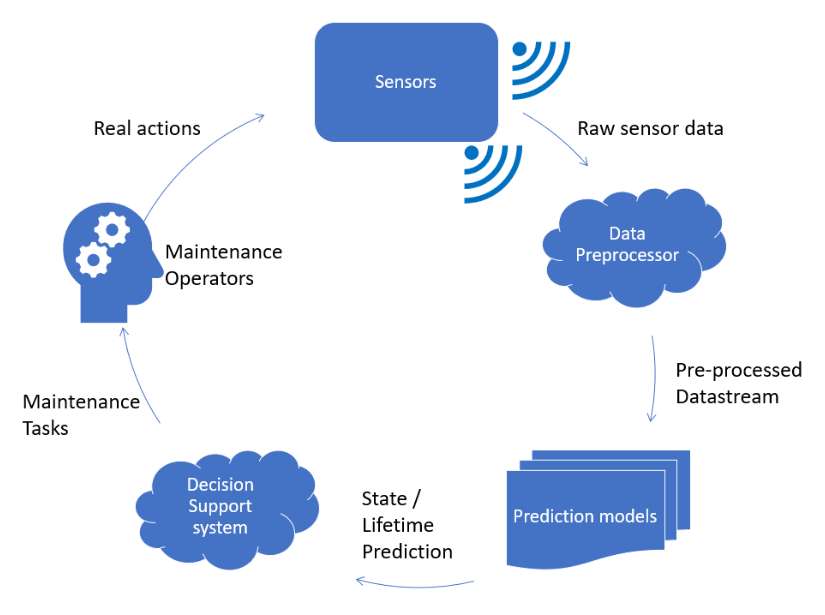 Sensors
Raw sensor data
Data
Preprocessor
Pre-processed
Datastream
Prediction models
State /
Lifetime
Prediction
Decision
Support
system
Maintenance
Tasks
Maintenance
Operators
Real actions